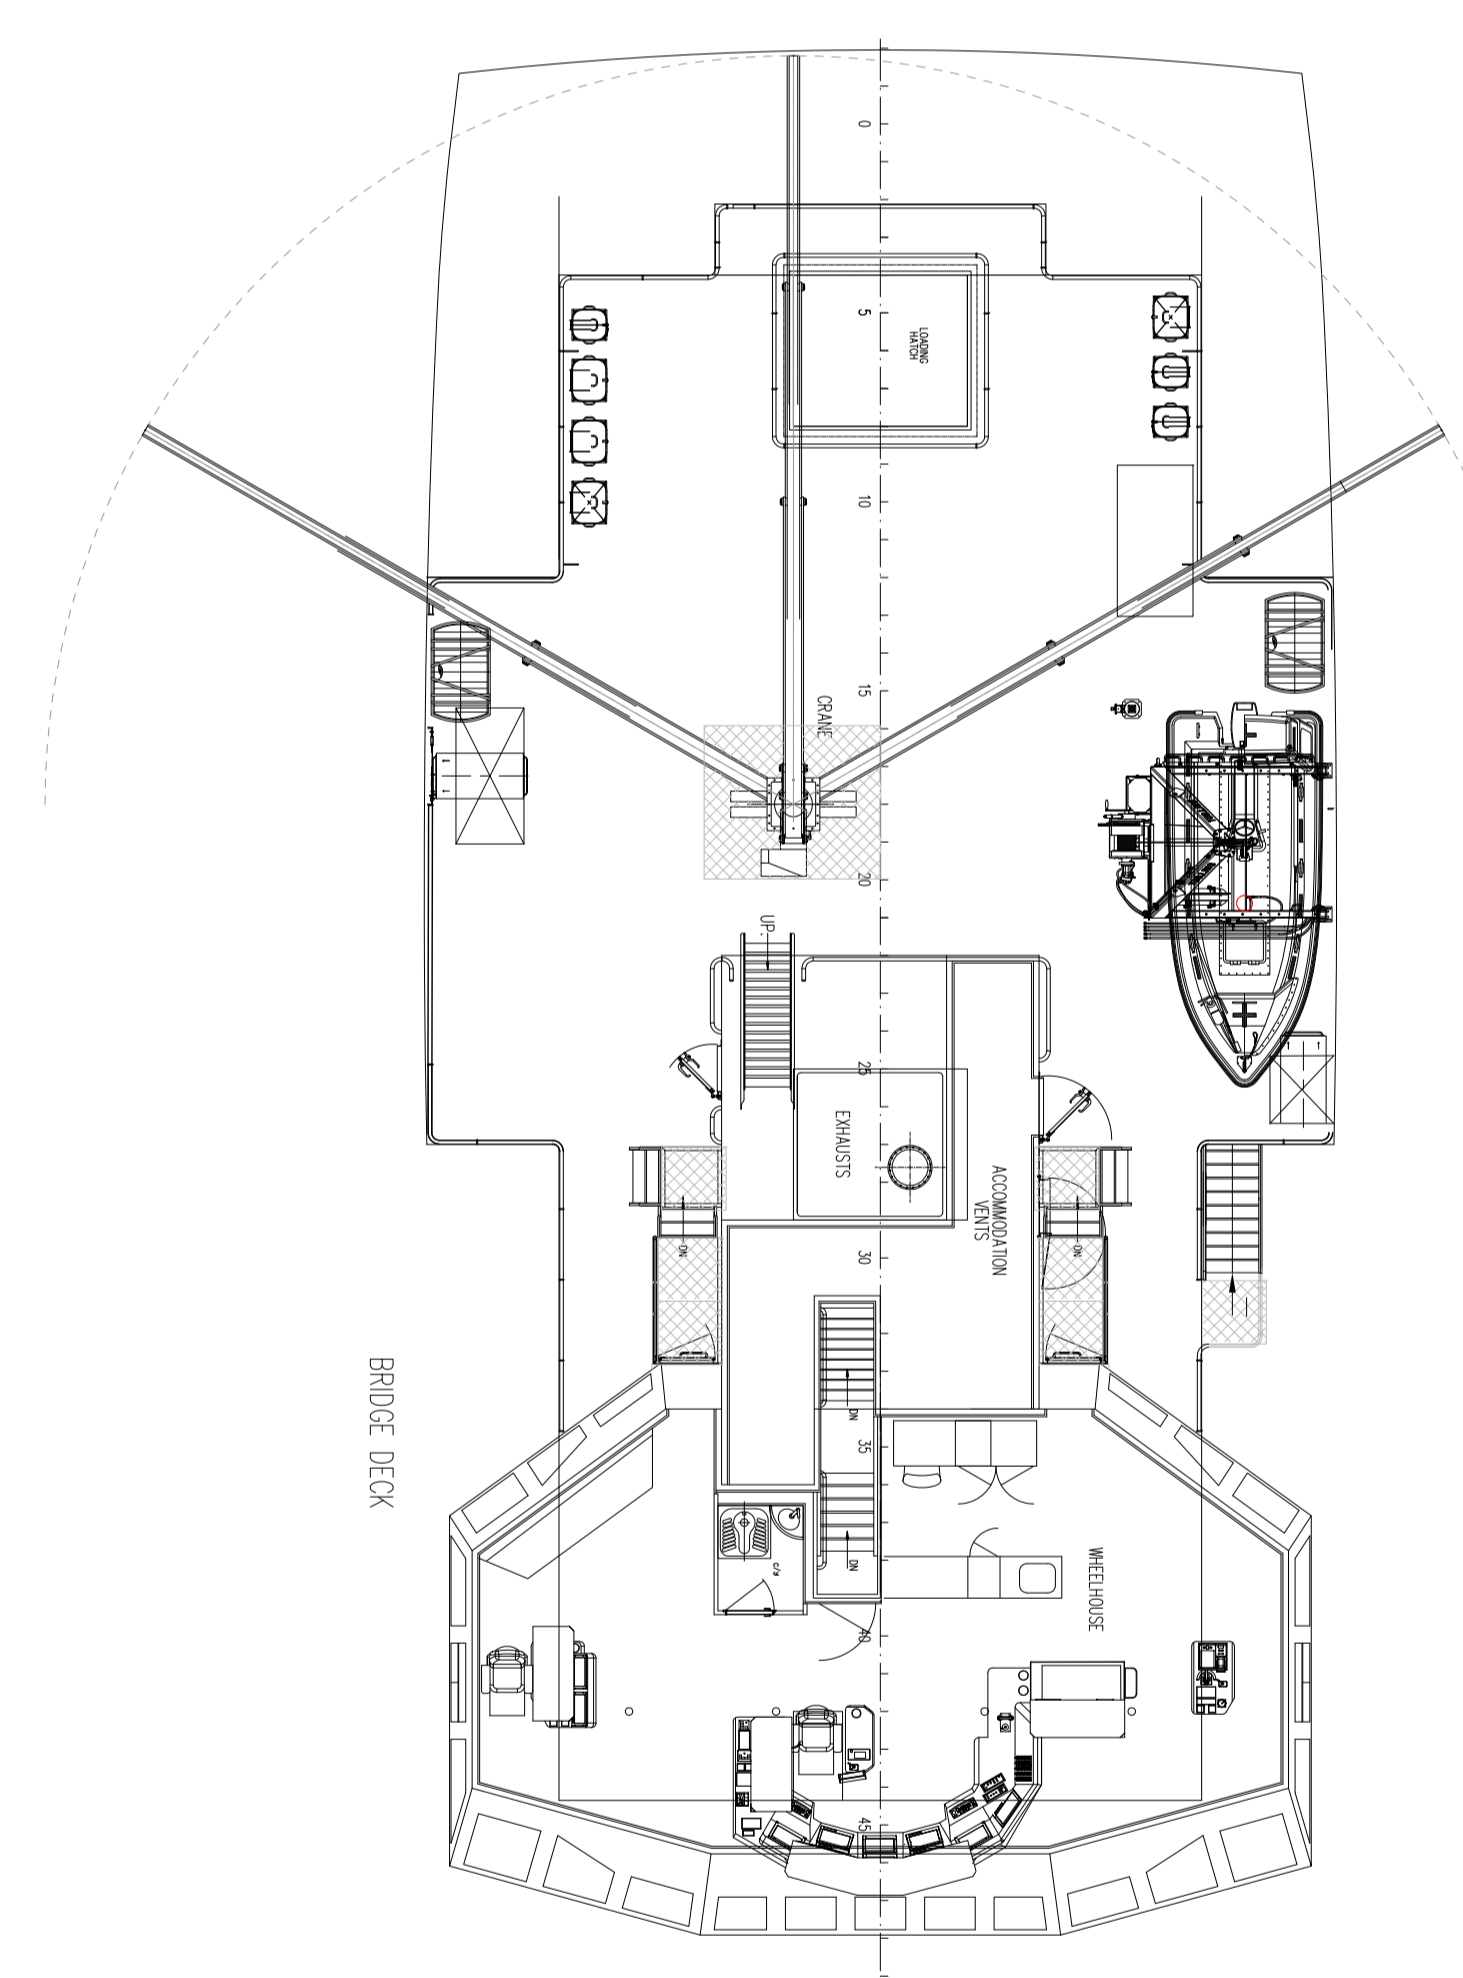 0
5
LOADING
HATCH
10
15
CRANE
20
UP.
25
EXHAUSTS
ACCOMMODATION
VENTS
DN
DN
30
BRIDGE DECK
DN
35
DN
c/g
WHEELHOUSE
40
45